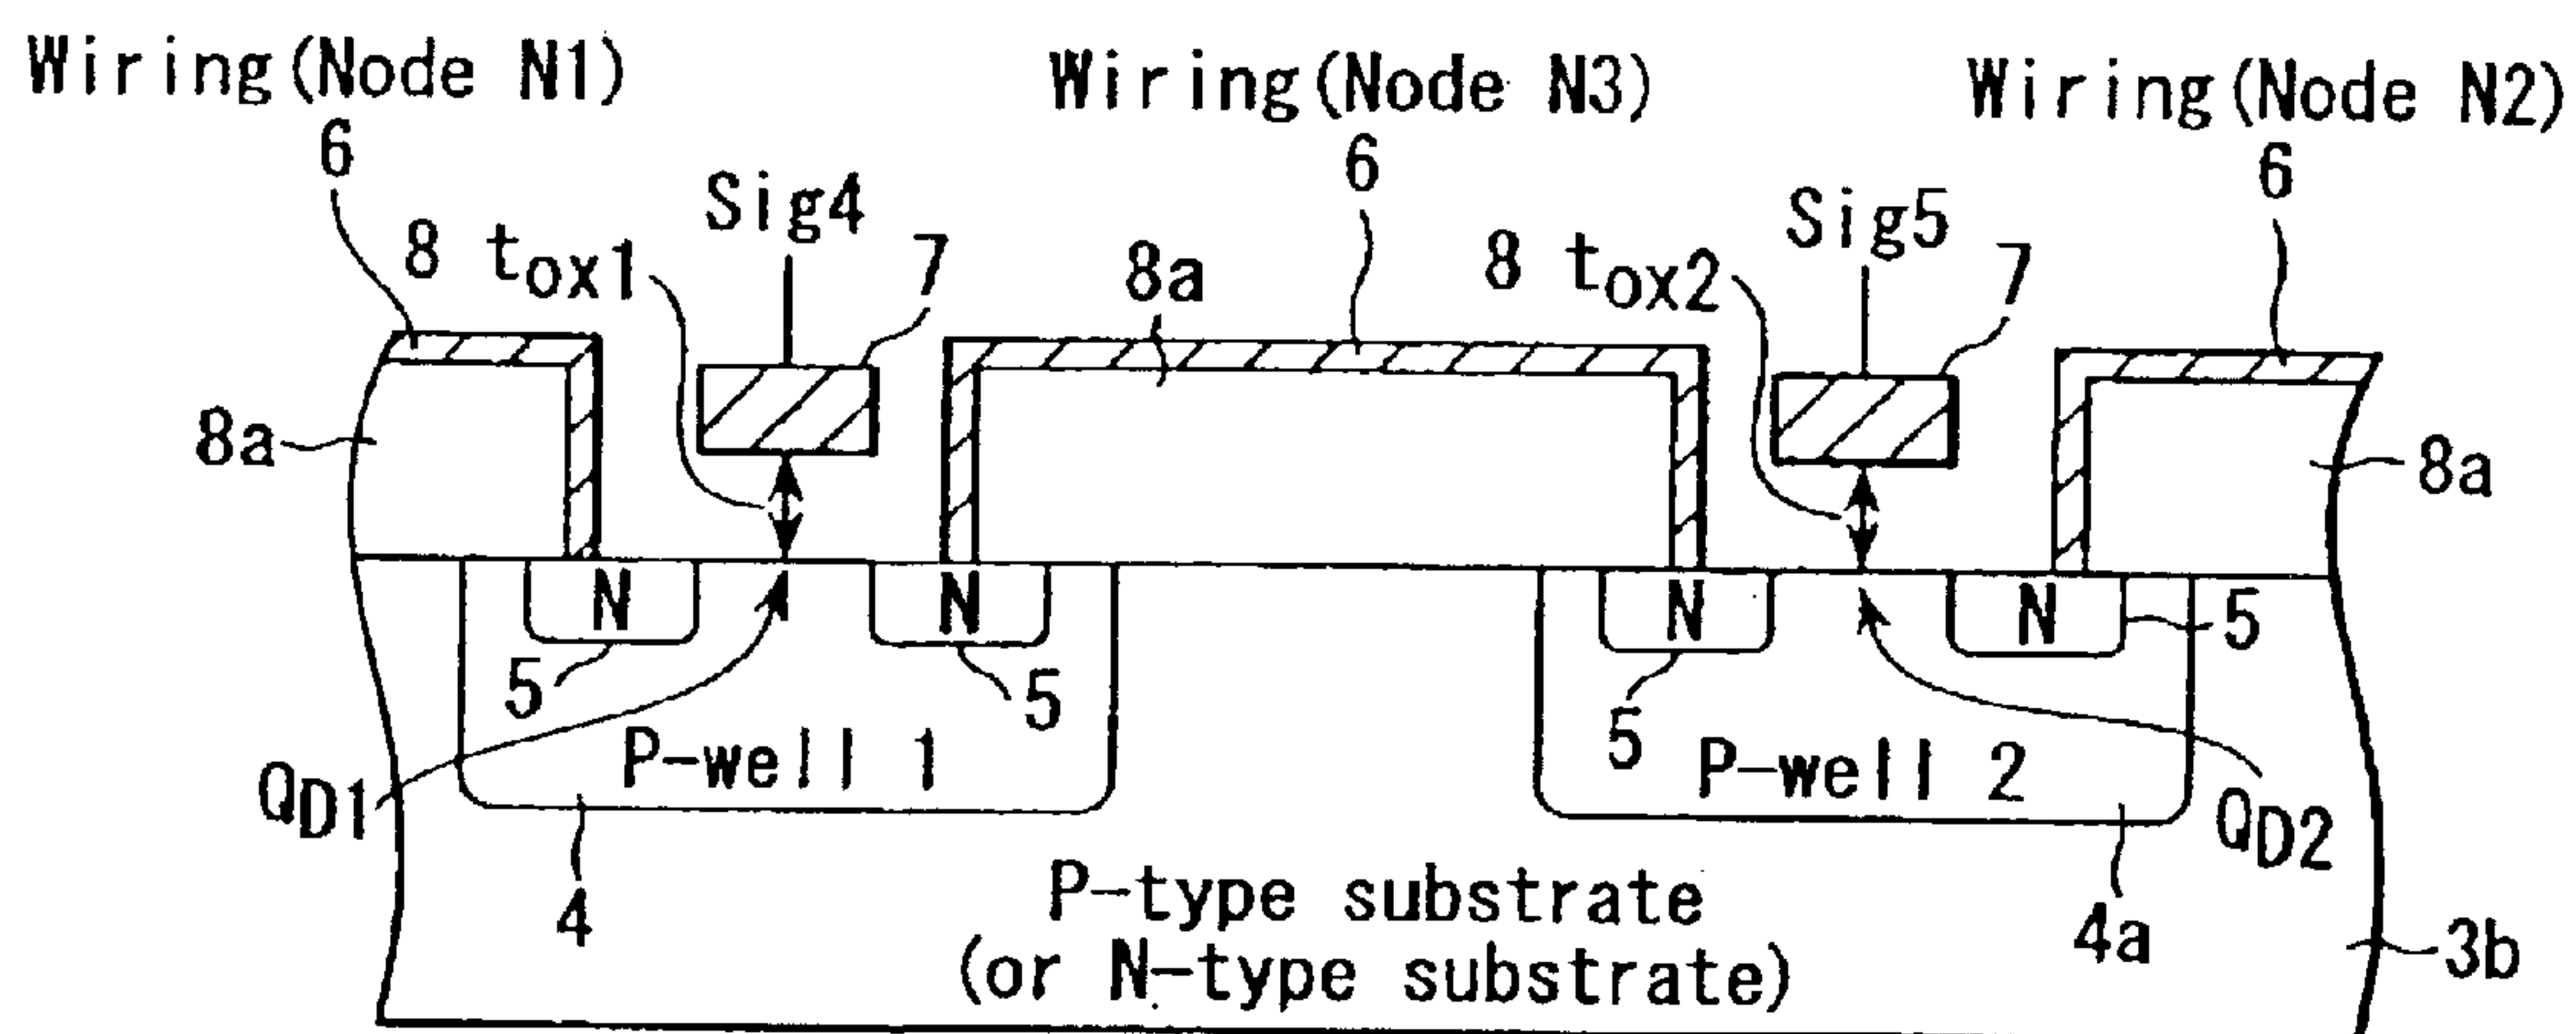 Wiring(Node N1)
Wiring(Node N3)
Wiring(Node N2)
6
6
6
Sig4
Sig5
8 tox1
7
8a
8 tox2
7
8a
8a
N
N
N
N
5
5
5
5
P-well 1
P-well 2
QD1
QD2
4
4a
3b
P-type substrate
(or N-type substrate)